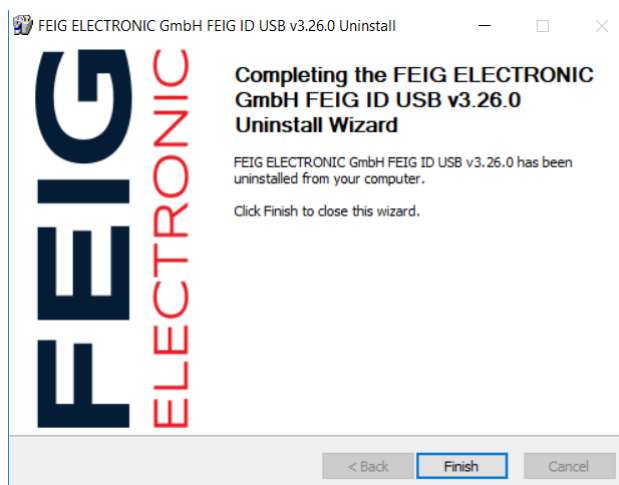 FEIG ELECTRONIC GmbH FEIG ID USB v3.26.0 Uninstall
FEIG
ELECTRONIC
Completing the FEIG ELECTRONIC
GmbH FEIG ID USB v3.26.0
Uninstall Wizard
FEIG ELECTRONIC GmbH FEIG ID USB v3.26.0 has been
uninstalled from your computer.
Click Finish to close this wizard.
< Back
Finish
Cancel